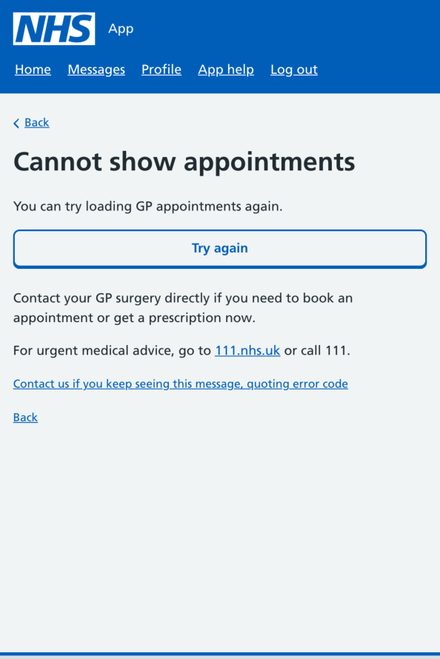 NHS App
Home Messages Profile App help Log out
Back
Cannot show appointments
You can try loading GP appointments again.
Try again
Contact your GP surgery directly if you need to book an
appointment or get a prescription now.
For urgent medical advice, go to 111.nhs.uk or call 111.
Contact us if you keep seeing this message, quoting error code
Back